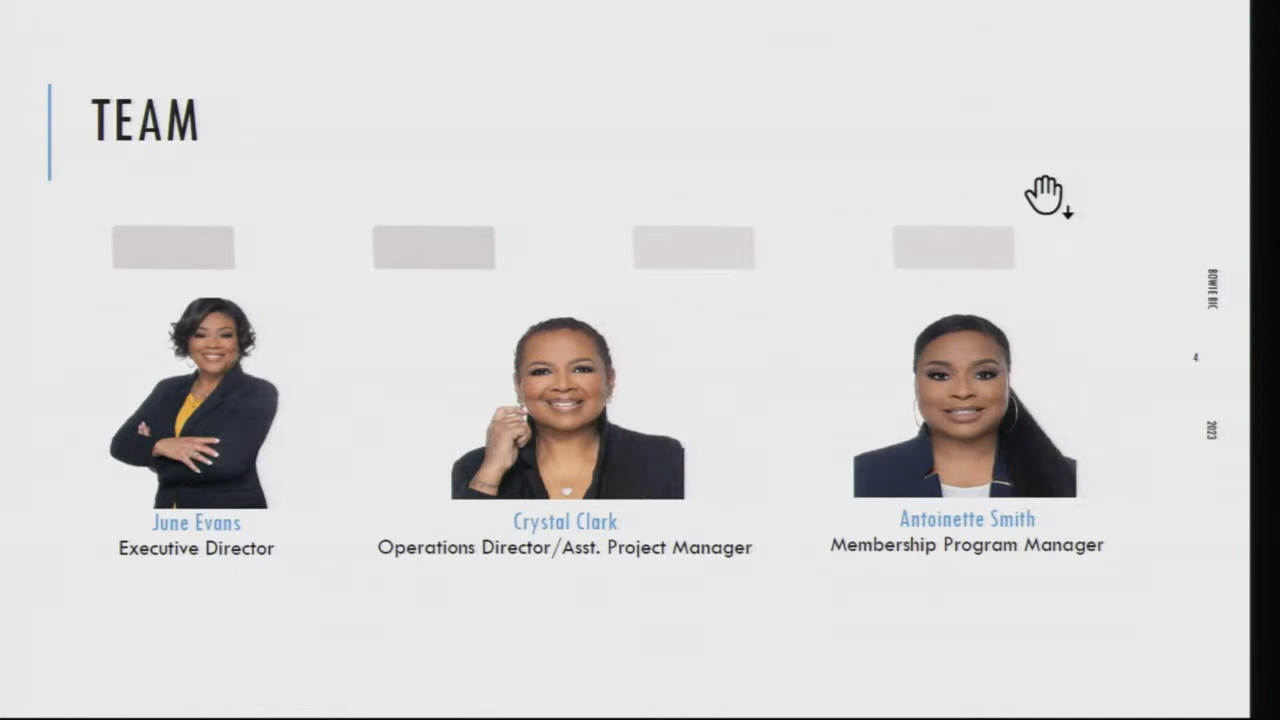 TEAM
BOWIE BIC
4
2023
June Evans
Executive Director
Crystal Clark
Operations Director/Asst. Project Manager
Antoinette Smith
Membership Program Manager